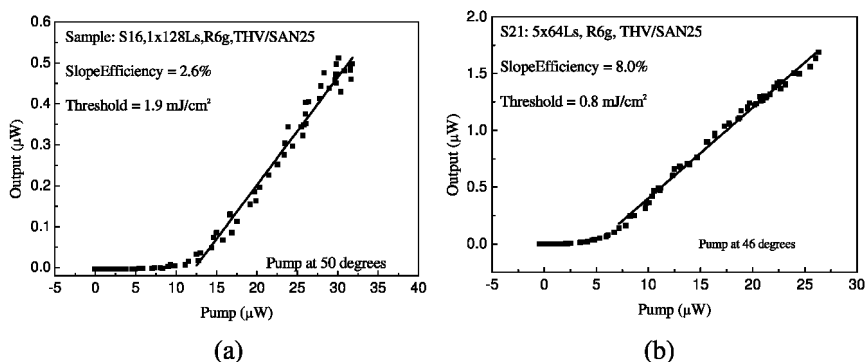 Sample: S16,1x128Ls,R6g,THV/SAN25
SlopeEfficiency = 2.6%
Threshold = 1.9 mJ/cm²
Pump at 50 degrees
Output (µW)
0.6
0.5
0.4
0.3
0.2
0.1
0.0
-5 0 5 10 15 20 25 30 35 40
Pump (µW)
(a)
S21: 5x64Ls, R6g, THV/SAN25
SlopeEfficiency = 8.0%
Threshold = 0.8 mJ/cm²
Pump at 46 degrees
Output (µW)
2.0
1.5
1.0
0.5
0.0
-5 0 5 10 15 20 25 30
Pump (µW)
(b)